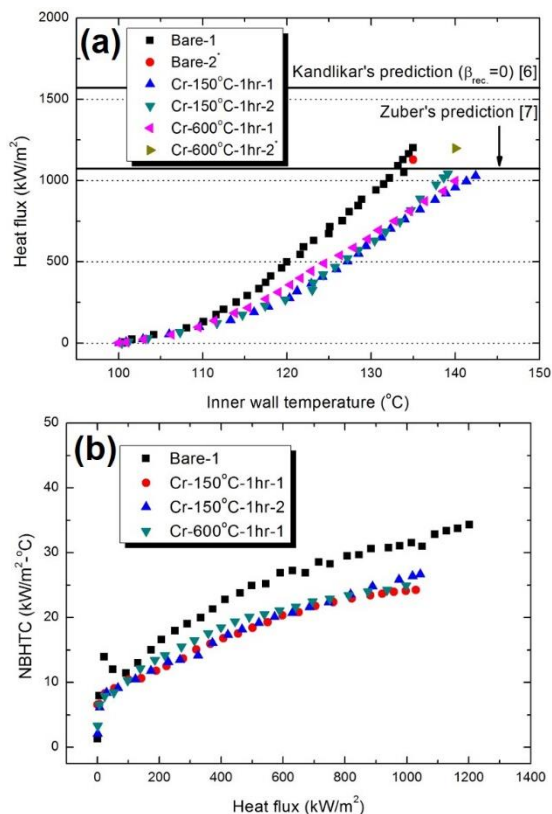 (a)
Bare-1
Bare-2*
Cr-150°C-1hr-1
Cr-150°C-1hr-2
Cr-600°C-1hr-1
Cr-600°C-1hr-2*
Kandlikar's prediction (βrec.=0) [6]
Zuber's prediction [7]
Heat flux (kW/m²)
2000
1500
1000
500
0
100 110 120 130 140 150
Inner wall temperature (°C)
(b)
Bare-1
Cr-150°C-1hr-1
Cr-150°C-1hr-2
Cr-600°C-1hr-1
NBHTC (kW/m²-°C)
50
40
30
20
10
0
0 200 400 600 800 1000 1200 1400
Heat flux (kW/m²)